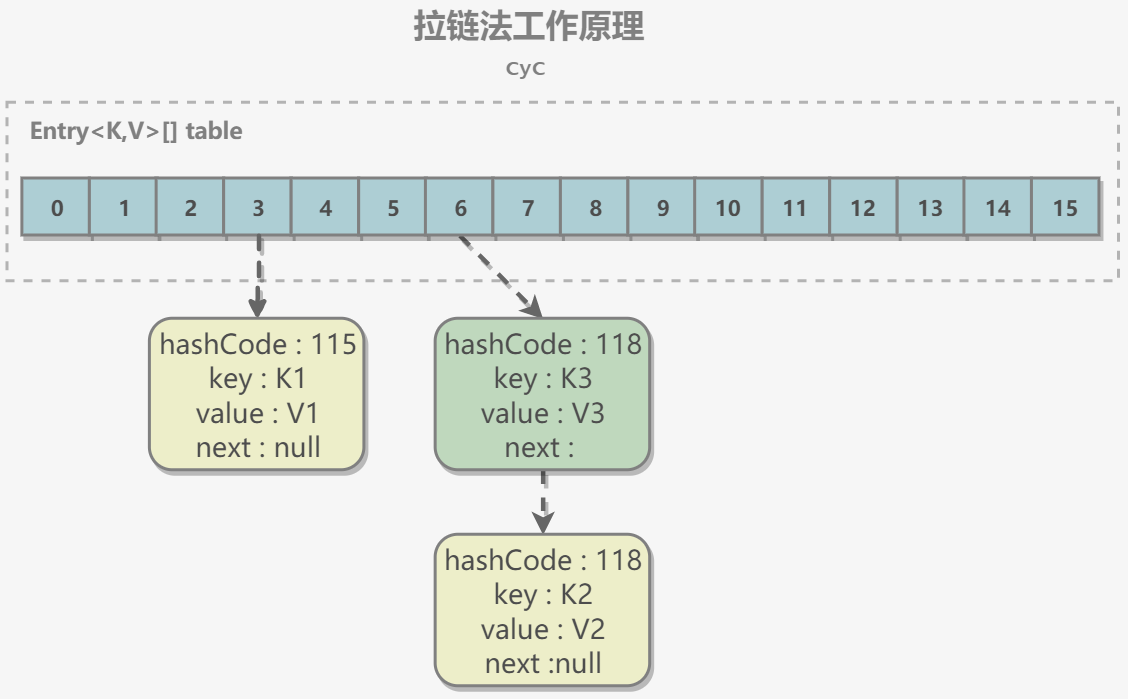 拉链法工作原理
CyC
Entry<K,V>[] table
0 1 2 3 4 5 6 7 8 9 10 11 12 13 14 15
hashCode : 115
key : K1
value : V1
next : null
hashCode : 118
key : K3
value : V3
next :
hashCode : 118
key : K2
value : V2
next :null